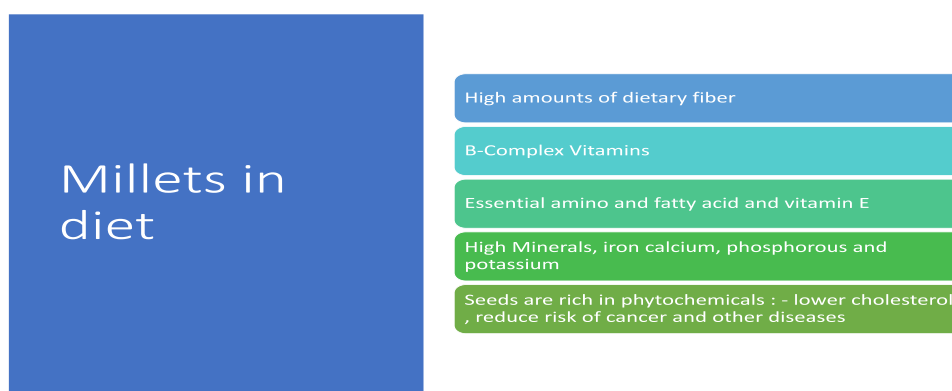 Millets in
diet
High amounts of dietary fiber
B-Complex Vitamins
Essential amino and fatty acid and vitamin E
High Minerals, iron calcium, phosphorous and
potassium
Seeds are rich in phytochemicals : - lower cholesterol
, reduce risk of cancer and other diseases